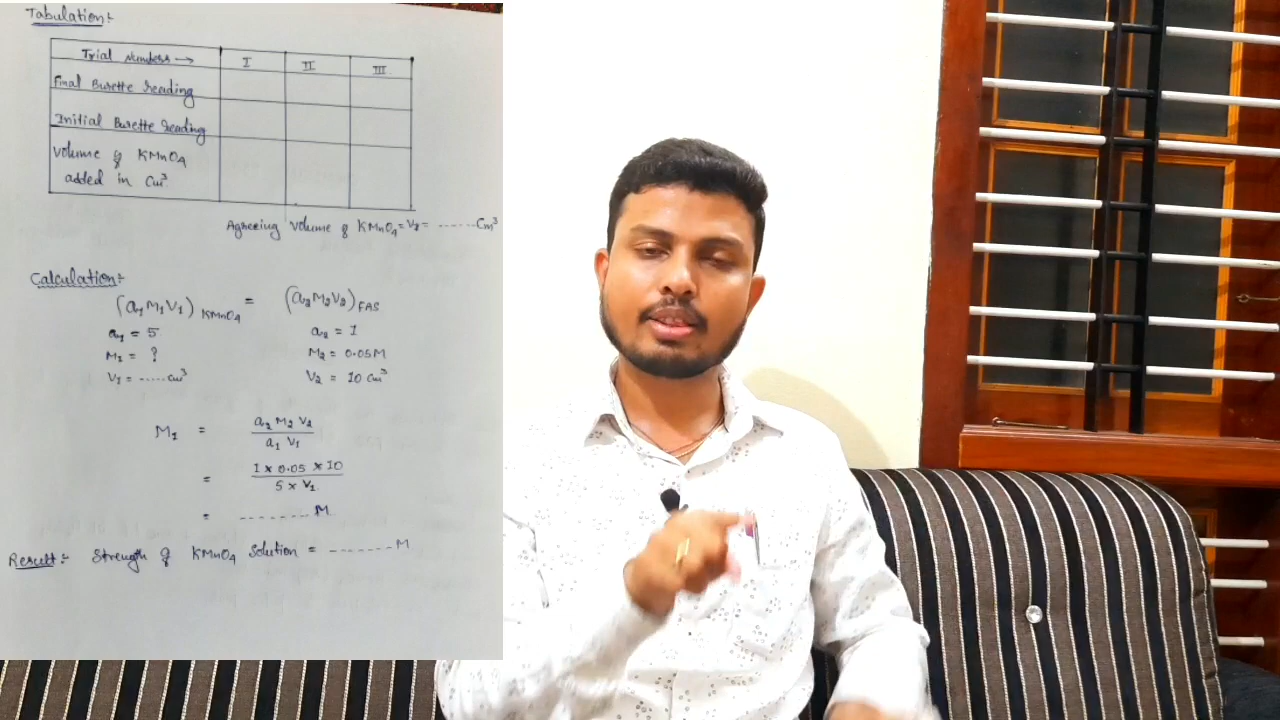 Tabulation:-
Trial Numbers → I II III
Final Burette reading
Initial Burette reading
Volume of KMnO₄
added in Cm³.
Agreeing Volume of KMnO₄ = V₂ = ....... Cm³
Calculation:-
(a₁M₁V₁) KMnO₄ = (a₂M₂V₂) FAS
a₁ = 5 a₂ = 1
M₁ = ? M₂ = 0.05M
V₁ = ..... cm³ V₂ = 10 cm³
M₁ = a₂ M₂ V₂
a₁ V₁
= 1 × 0.05 × 10
5 × V₁
= ........ M
Result:- Strength of KMnO₄ Solution = ....... M